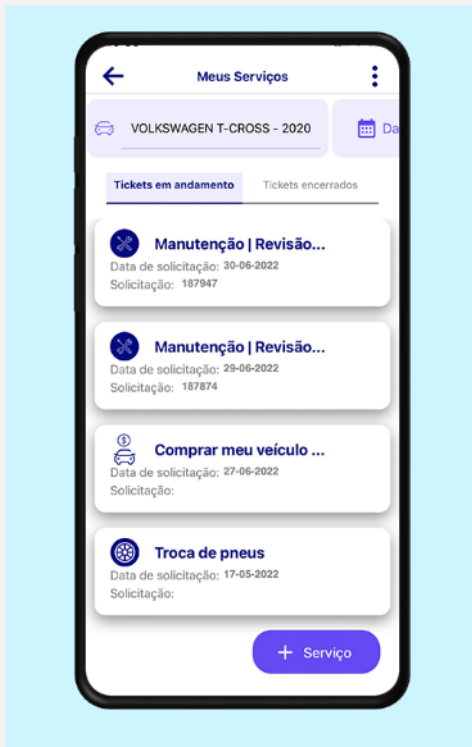 Meus Serviços
VOLKSWAGEN T-CROSS - 2020
Da
Tickets em andamento Tickets encerrados
Manutenção | Revisão...
Data de solicitação: 30-06-2022
Solicitação: 187947
Manutenção | Revisão...
Data de solicitação: 29-06-2022
Solicitação: 187874
$
Comprar meu veículo ...
Data de solicitação: 27-06-2022
Solicitação:
Troca de pneus
Data de solicitação: 17-05-2022
Solicitação:
+ Serviço